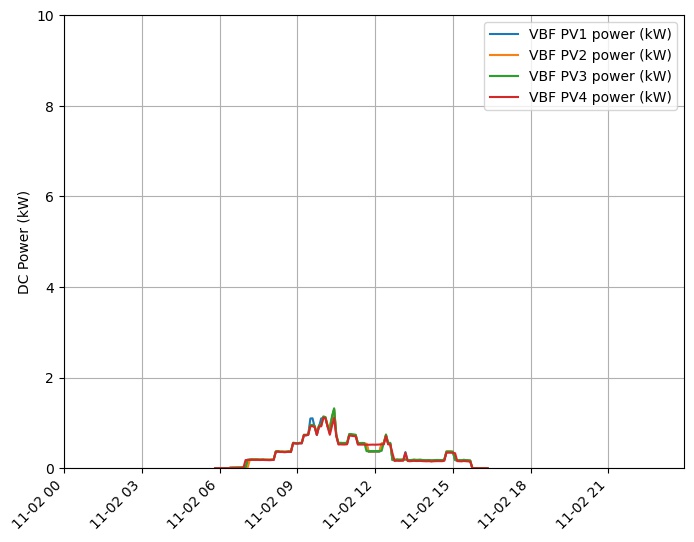 10
8
6
4
2
0
DC Power (kW)
VBF PV1 power (kW)
VBF PV2 power (kW)
VBF PV3 power (kW)
VBF PV4 power (kW)
11-02 00
11-02 03
11-02 06
11-02 09
11-02 12
11-02 15
11-02 18
11-02 21